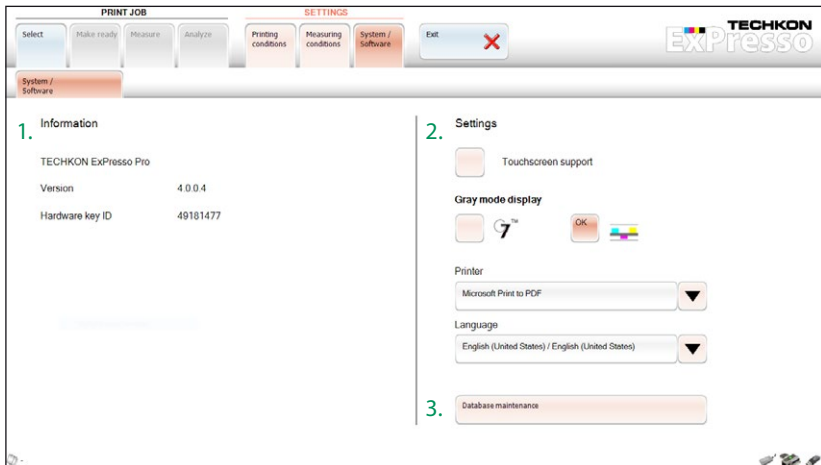 PRINT JOB
SETTINGS
Select
Make ready
Measure
Analyze
Printing
conditions
Measuring
conditions
System /
Software
Exit
TECHKON
ExPresso
System /
Software
1.
Information
TECHKON ExPresso Pro
Version 4.0.0.4
Hardware key ID 49181477
2.
Settings
Touchscreen support
Gray mode display
G7™
OK
Printer
Microsoft Print to PDF
Language
English (United States) / English (United States)
3.
Database maintenance